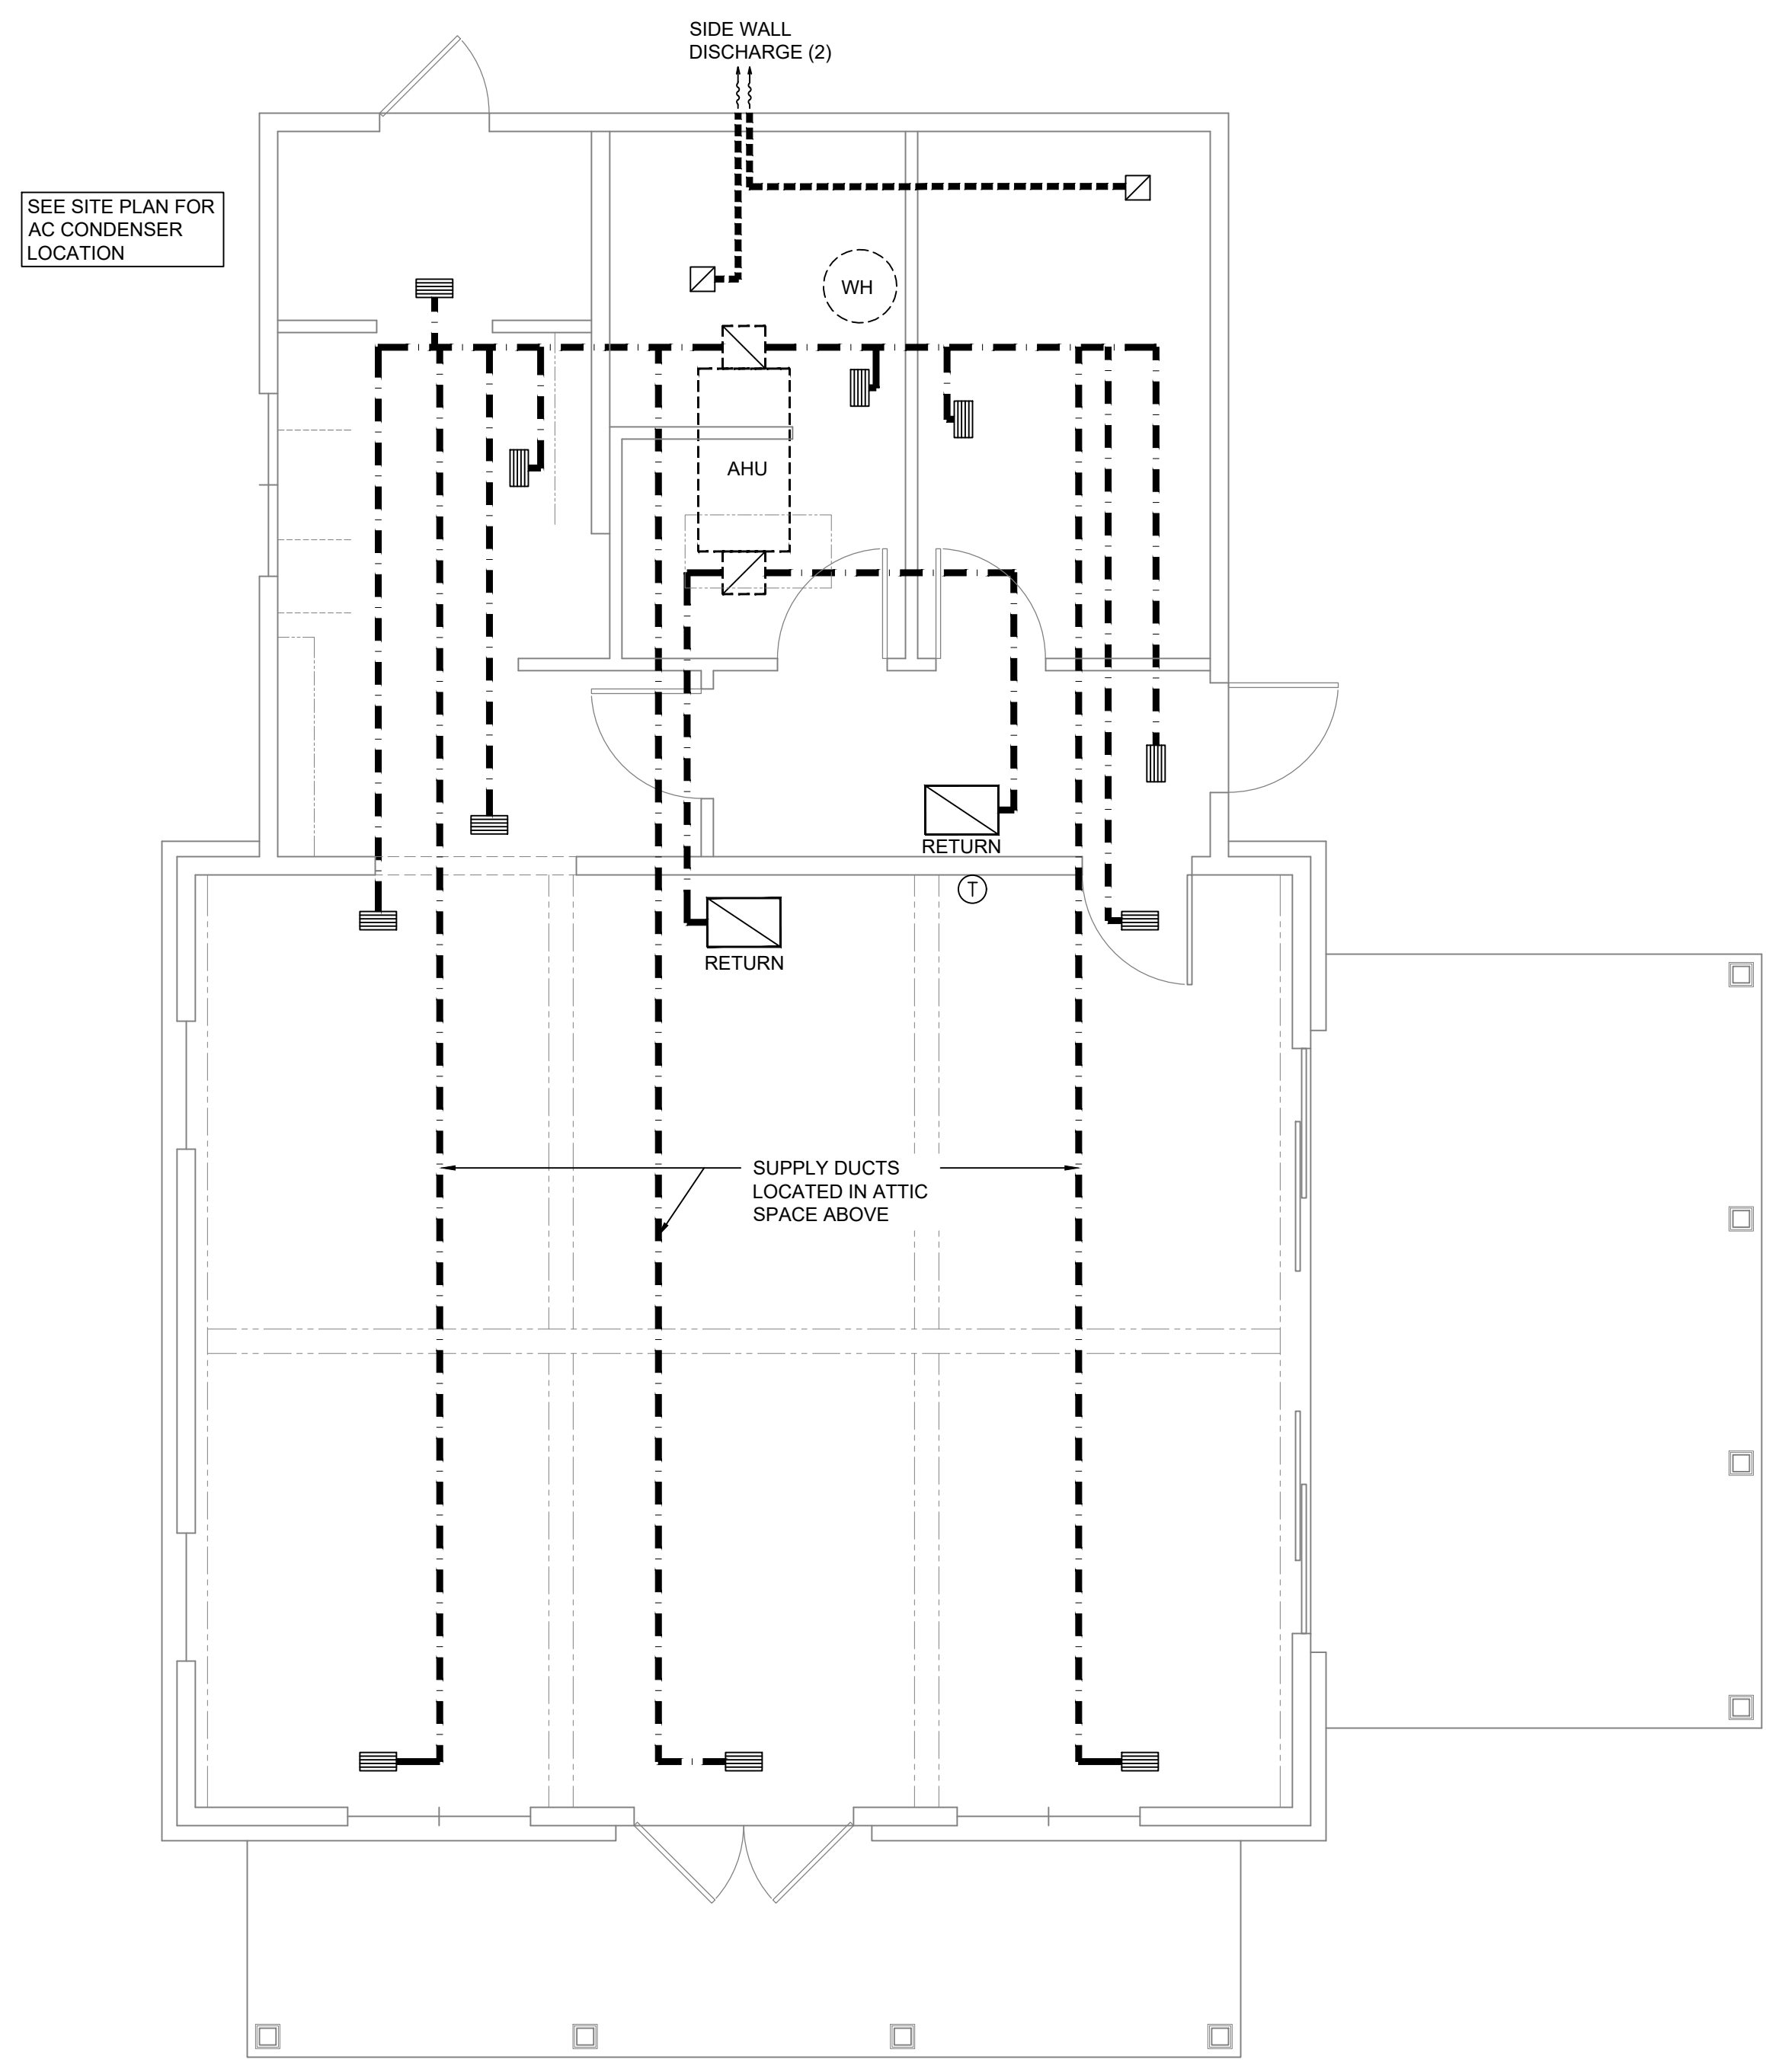 SIDE WALL
DISCHARGE (2)
SEE SITE PLAN FOR
AC CONDENSER
LOCATION
WH
AHU
RETURN
T
RETURN
SUPPLY DUCTS
LOCATED IN ATTIC
SPACE ABOVE